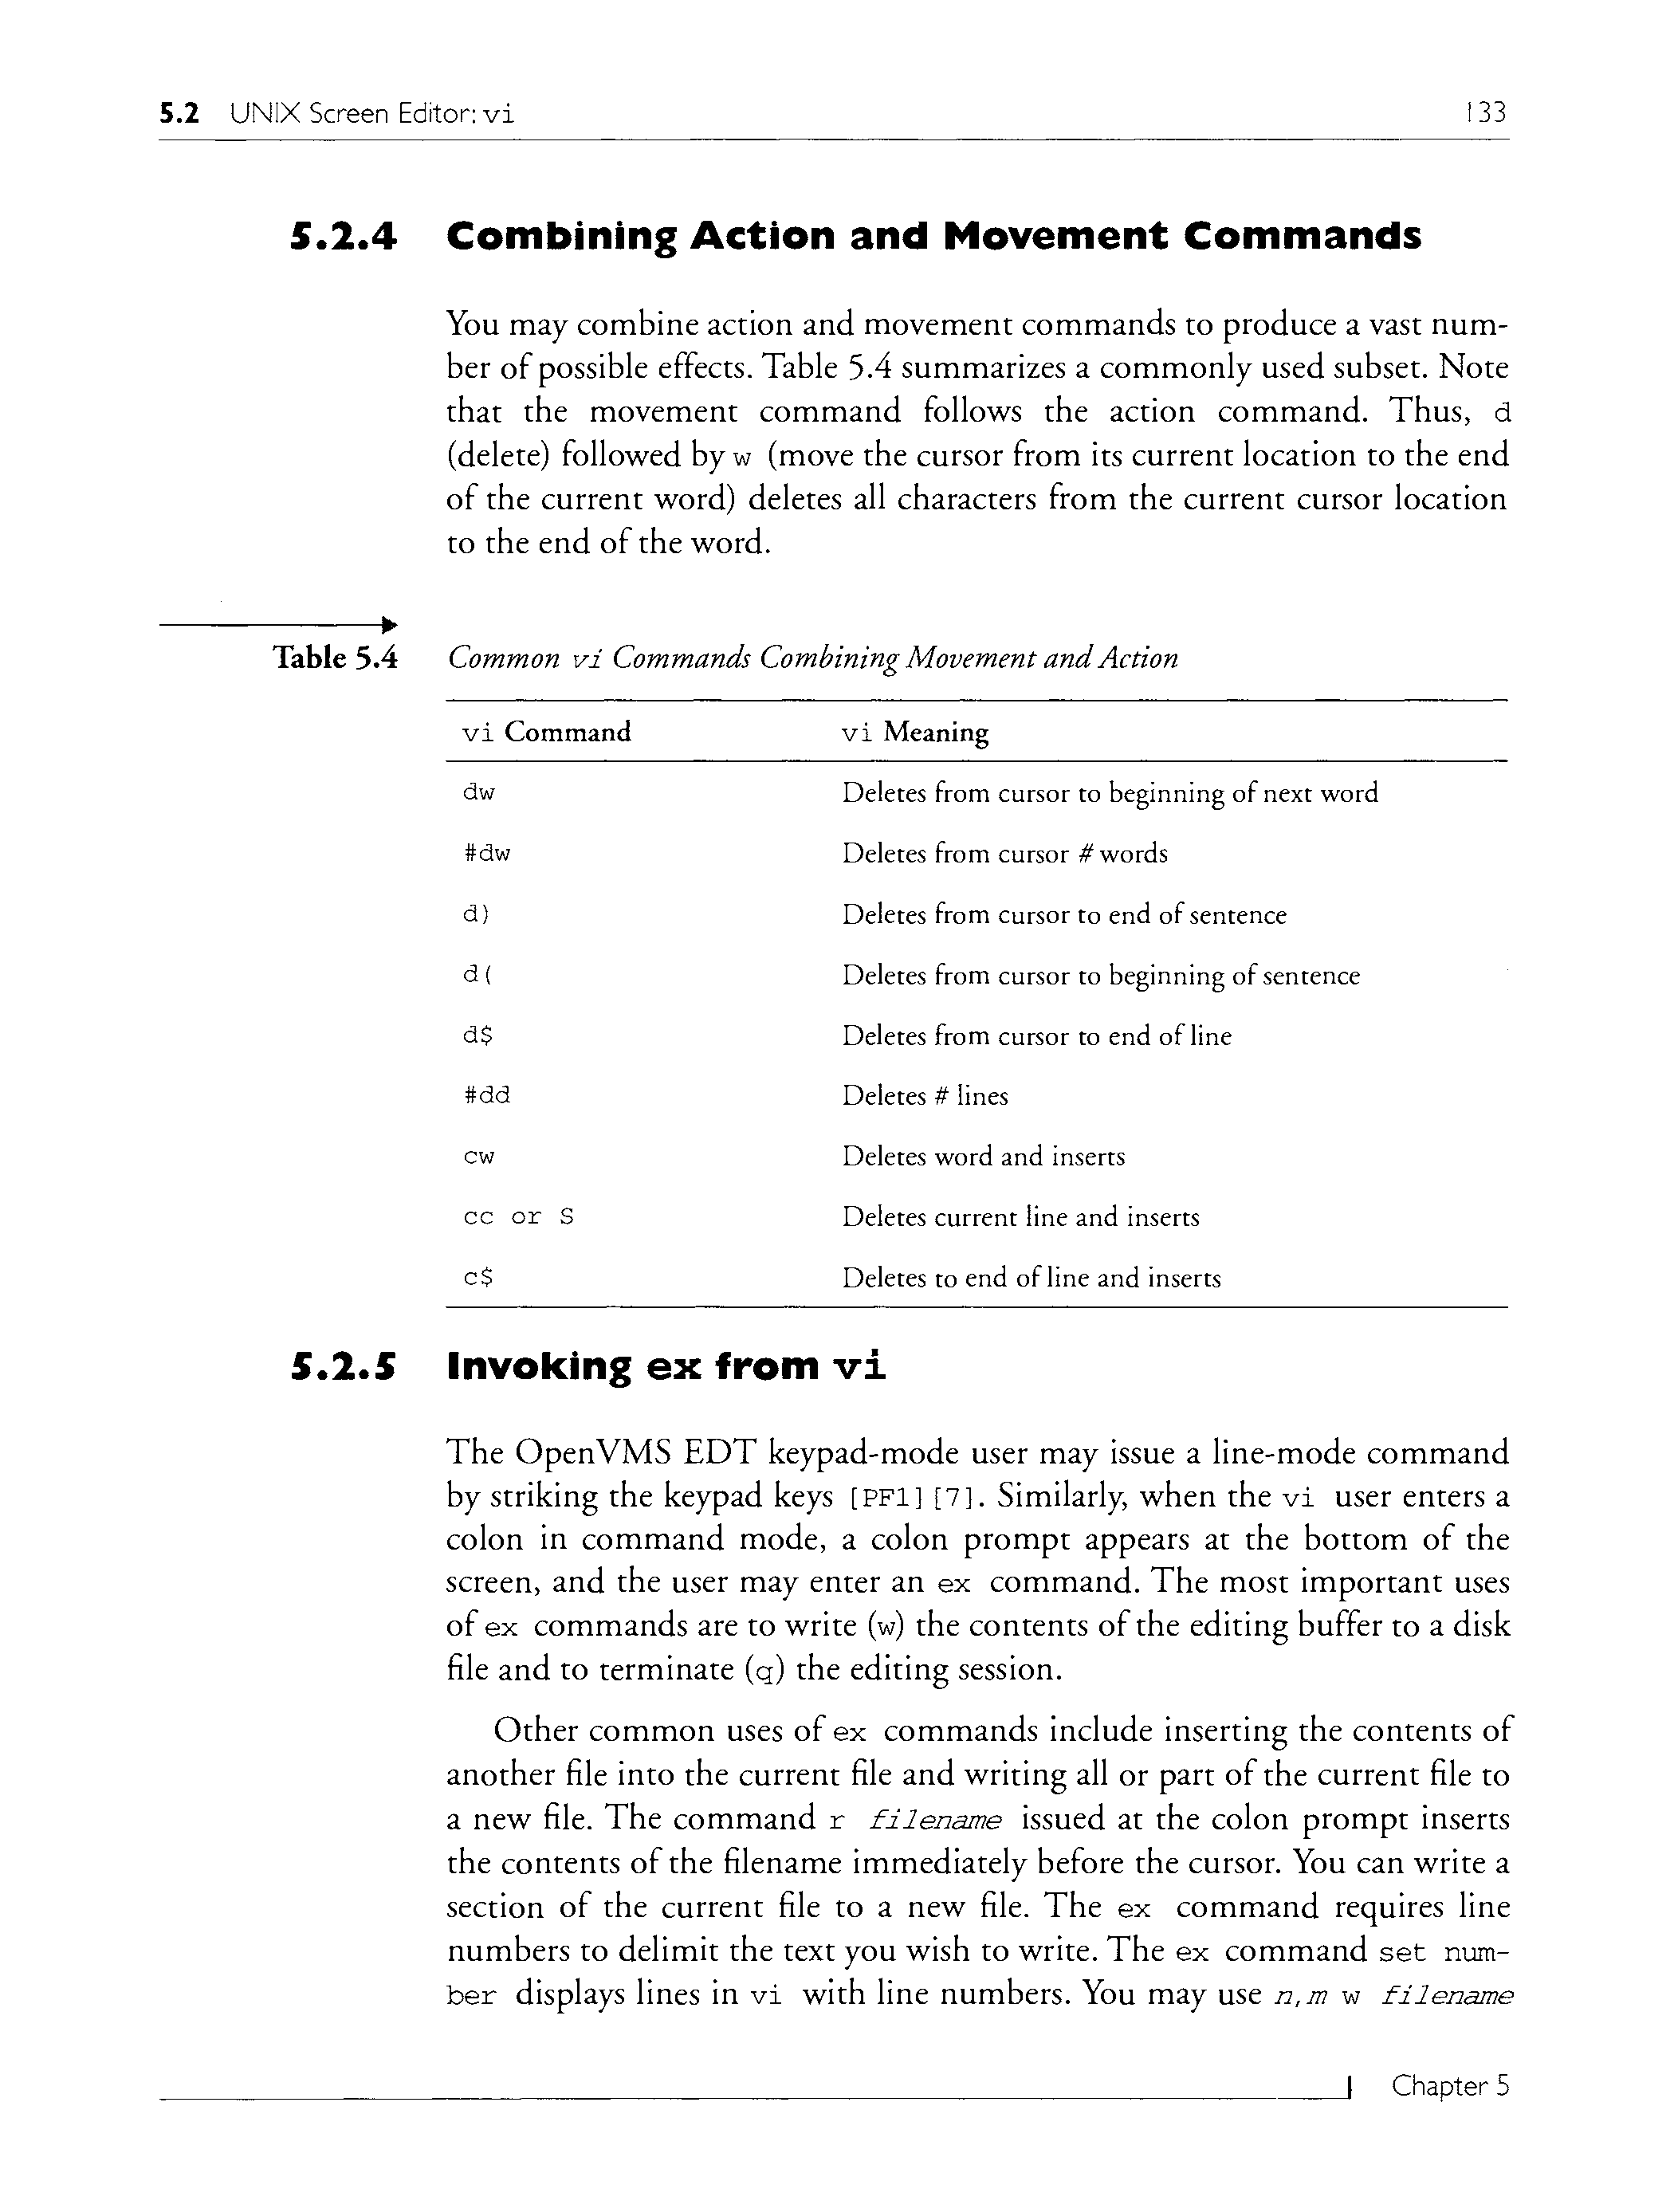 5.2 UNIX Screen Editor: vi 133
5.2.4 Combining Action and Movement Commands
You may combine action and movement commands to produce a vast num-
ber of possible effects. Table 5.4 summarizes a commonly used subset. Note
that the movement command follows the action command. Thus, d
(delete) followed by w (move the cursor from its current location to the end
of the current word) deletes all characters from the current cursor location
to the end of the word.
Table 5.4 Common vi Commands Combining Movement and Action
vi Command vi Meaning
dw Deletes from cursor to beginning of next word
#dw Deletes from cursor # words
d) Deletes from cursor to end of sentence
d( Deletes from cursor to beginning of sentence
d$ Deletes from cursor to end of line
#dd Deletes # lines
cw Deletes word and inserts
cc or S Deletes current line and inserts
c$ Deletes to end of line and inserts
5.2.5 Invoking ex from vi
The OpenVMS EDT keypad-mode user may issue a line-mode command
by striking the keypad keys [PF1] [7]. Similarly, when the vi user enters a
colon in command mode, a colon prompt appears at the bottom of the
screen, and the user may enter an ex command. The most important uses
of ex commands are to write (w) the contents of the editing buffer to a disk
file and to terminate (q) the editing session.
Other common uses of ex commands include inserting the contents of
another file into the current file and writing all or part of the current file to
a new file. The command r filename issued at the colon prompt inserts
the contents of the filename immediately before the cursor. You can write a
section of the current file to a new file. The ex command requires line
numbers to delimit the text you wish to write. The ex command set num-
ber displays lines in vi with line numbers. You may use n,m w filename
Chapter 5